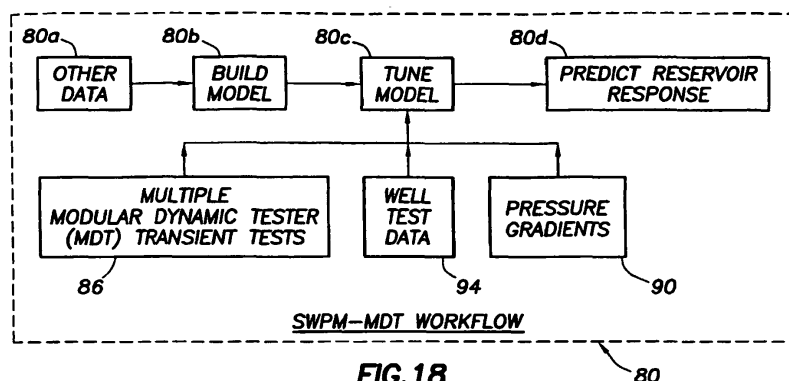 80a
80b
80c
80d
OTHER
DATA
BUILD
MODEL
TUNE
MODEL
PREDICT RESERVOIR
RESPONSE
MULTIPLE
MODULAR DYNAMIC TESTER
(MDT) TRANSIENT TESTS
WELL
TEST
DATA
PRESSURE
GRADIENTS
86
94
90
SWPM-MDT WORKFLOW
80
FIG.18